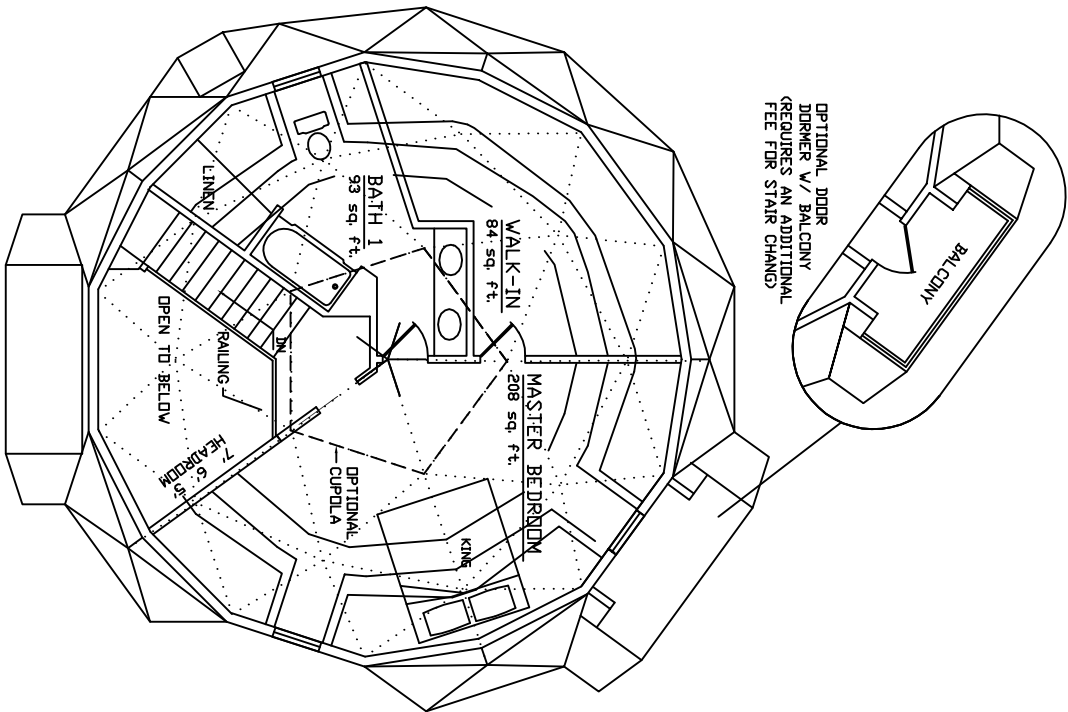 OPTIONAL DOOR
DORMER W/ BALCONY
(REQUIRES AN ADDITIONAL
FEE FOR STAIR CHANG)
BALCONY
WALK-IN
84 sq. ft.
BATH 1
93 sq. ft.
LINEN
MASTER BEDROOM
208 sq. ft.
KING
OPTIONAL
CUPOLA
DN
RAILING
OPEN TO BELOW
7' 6' 5'
HEADROOM